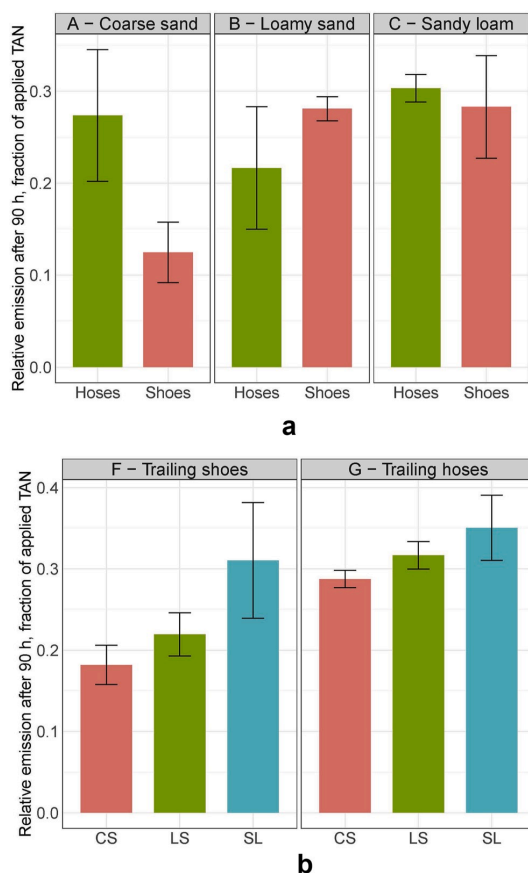 A − Coarse sand B − Loamy sand C − Sandy loam
Relative emission after 90 h, fraction of applied TAN
0.3
0.2
0.1
0.0
Hoses Shoes Hoses Shoes Hoses Shoes
a
F − Trailing shoes G − Trailing hoses
Relative emission after 90 h, fraction of applied TAN
0.4
0.3
0.2
0.1
0.0
CS LS SL CS LS SL
b